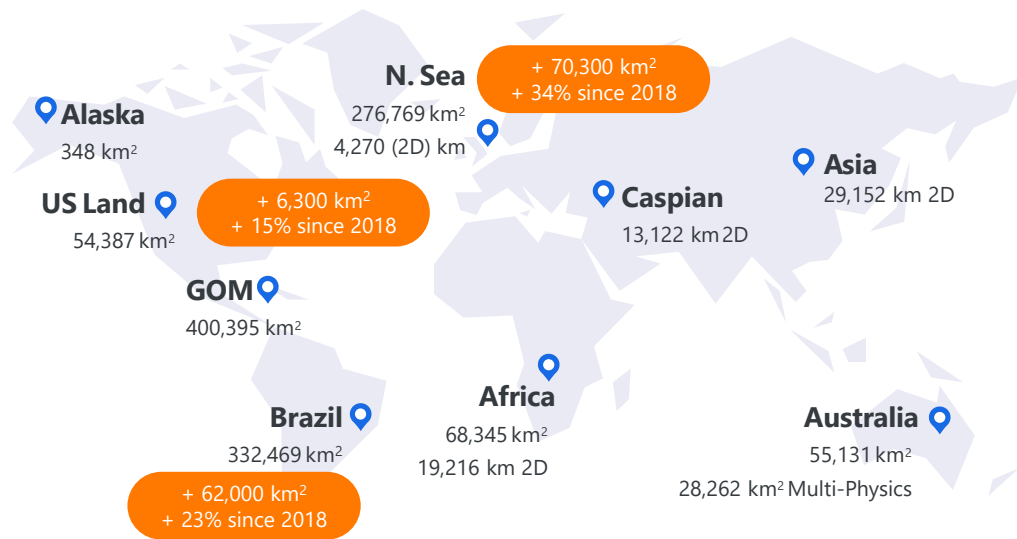 N. Sea
276,769 km²
4,270 (2D) km
+ 70,300 km²
+ 34% since 2018
Alaska
348 km²
US Land
54,387 km²
+ 6,300 km²
+ 15% since 2018
Caspian
13,122 km 2D
Asia
29,152 km 2D
GOM
400,395 km²
Brazil
332,469 km²
+ 62,000 km²
+ 23% since 2018
Africa
68,345 km²
19,216 km 2D
Australia
55,131 km²
28,262 km² Multi-Physics